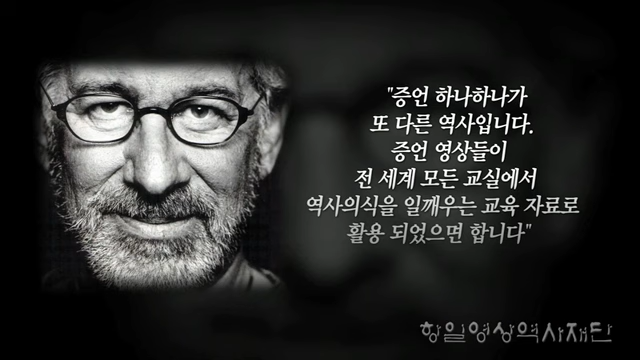 "증언 하나하나가
또 다른 역사입니다.
증언 영상들이
전 세계 모든 교실에서
역사의식을 일깨우는 교육 자료로
활용 되었으면 합니다"
항일영상역사재단